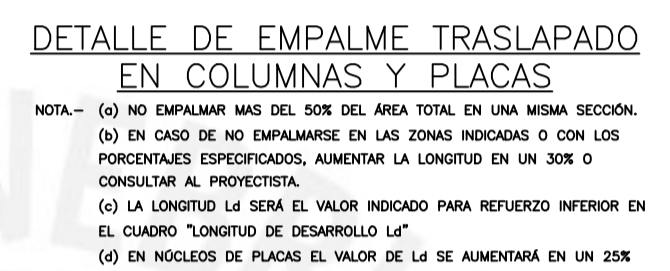 DETALLE DE EMPALME TRASLAPADO
EN COLUMNAS Y PLACAS
NOTA.- (a) NO EMPALMAR MAS DEL 50% DEL ÁREA TOTAL EN UNA MISMA SECCIÓN.
(b) EN CASO DE NO EMPALMARSE EN LAS ZONAS INDICADAS O CON LOS
PORCENTAJES ESPECIFICADOS, AUMENTAR LA LONGITUD EN UN 30% O
CONSULTAR AL PROYECTISTA.
(c) LA LONGITUD Ld SERÁ EL VALOR INDICADO PARA REFUERZO INFERIOR EN
EL CUADRO "LONGITUD DE DESARROLLO Ld"
(d) EN NÚCLEOS DE PLACAS EL VALOR DE Ld SE AUMENTARÁ EN UN 25%